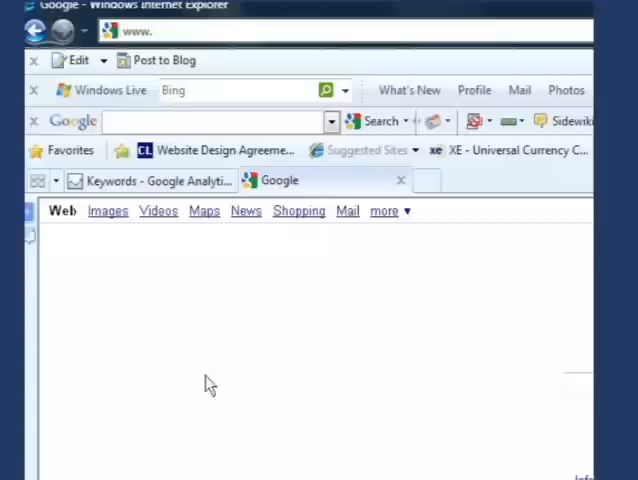 Google - Windows Internet Explorer
www.
x Edit Post to Blog
x Windows Live Bing What's New Profile Mail Photos
x Google Search Sidewiki
Favorites CL Website Design Agreeme... Suggested Sites xe XE - Universal Currency C...
Keywords - Google Analyti... Google x
Web Images Videos Maps News Shopping Mail more